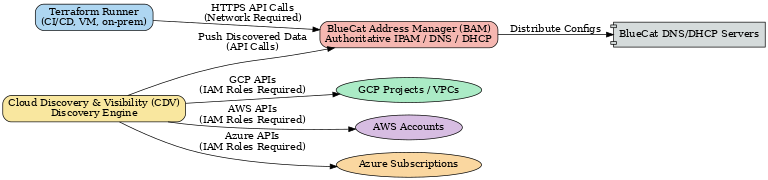 Terraform Runner
(CI/CD, VM, on-prem)
HTTPS API Calls
(Network Required)
BlueCat Address Manager (BAM)
Authoritative IPAM / DNS / DHCP
Distribute Configs
BlueCat DNS/DHCP Servers
Push Discovered Data
(API Calls)
Cloud Discovery & Visibility (CDV)
Discovery Engine
GCP APIs
(IAM Roles Required)
GCP Projects / VPCs
AWS APIs
(IAM Roles Required)
AWS Accounts
Azure APIs
(IAM Roles Required)
Azure Subscriptions